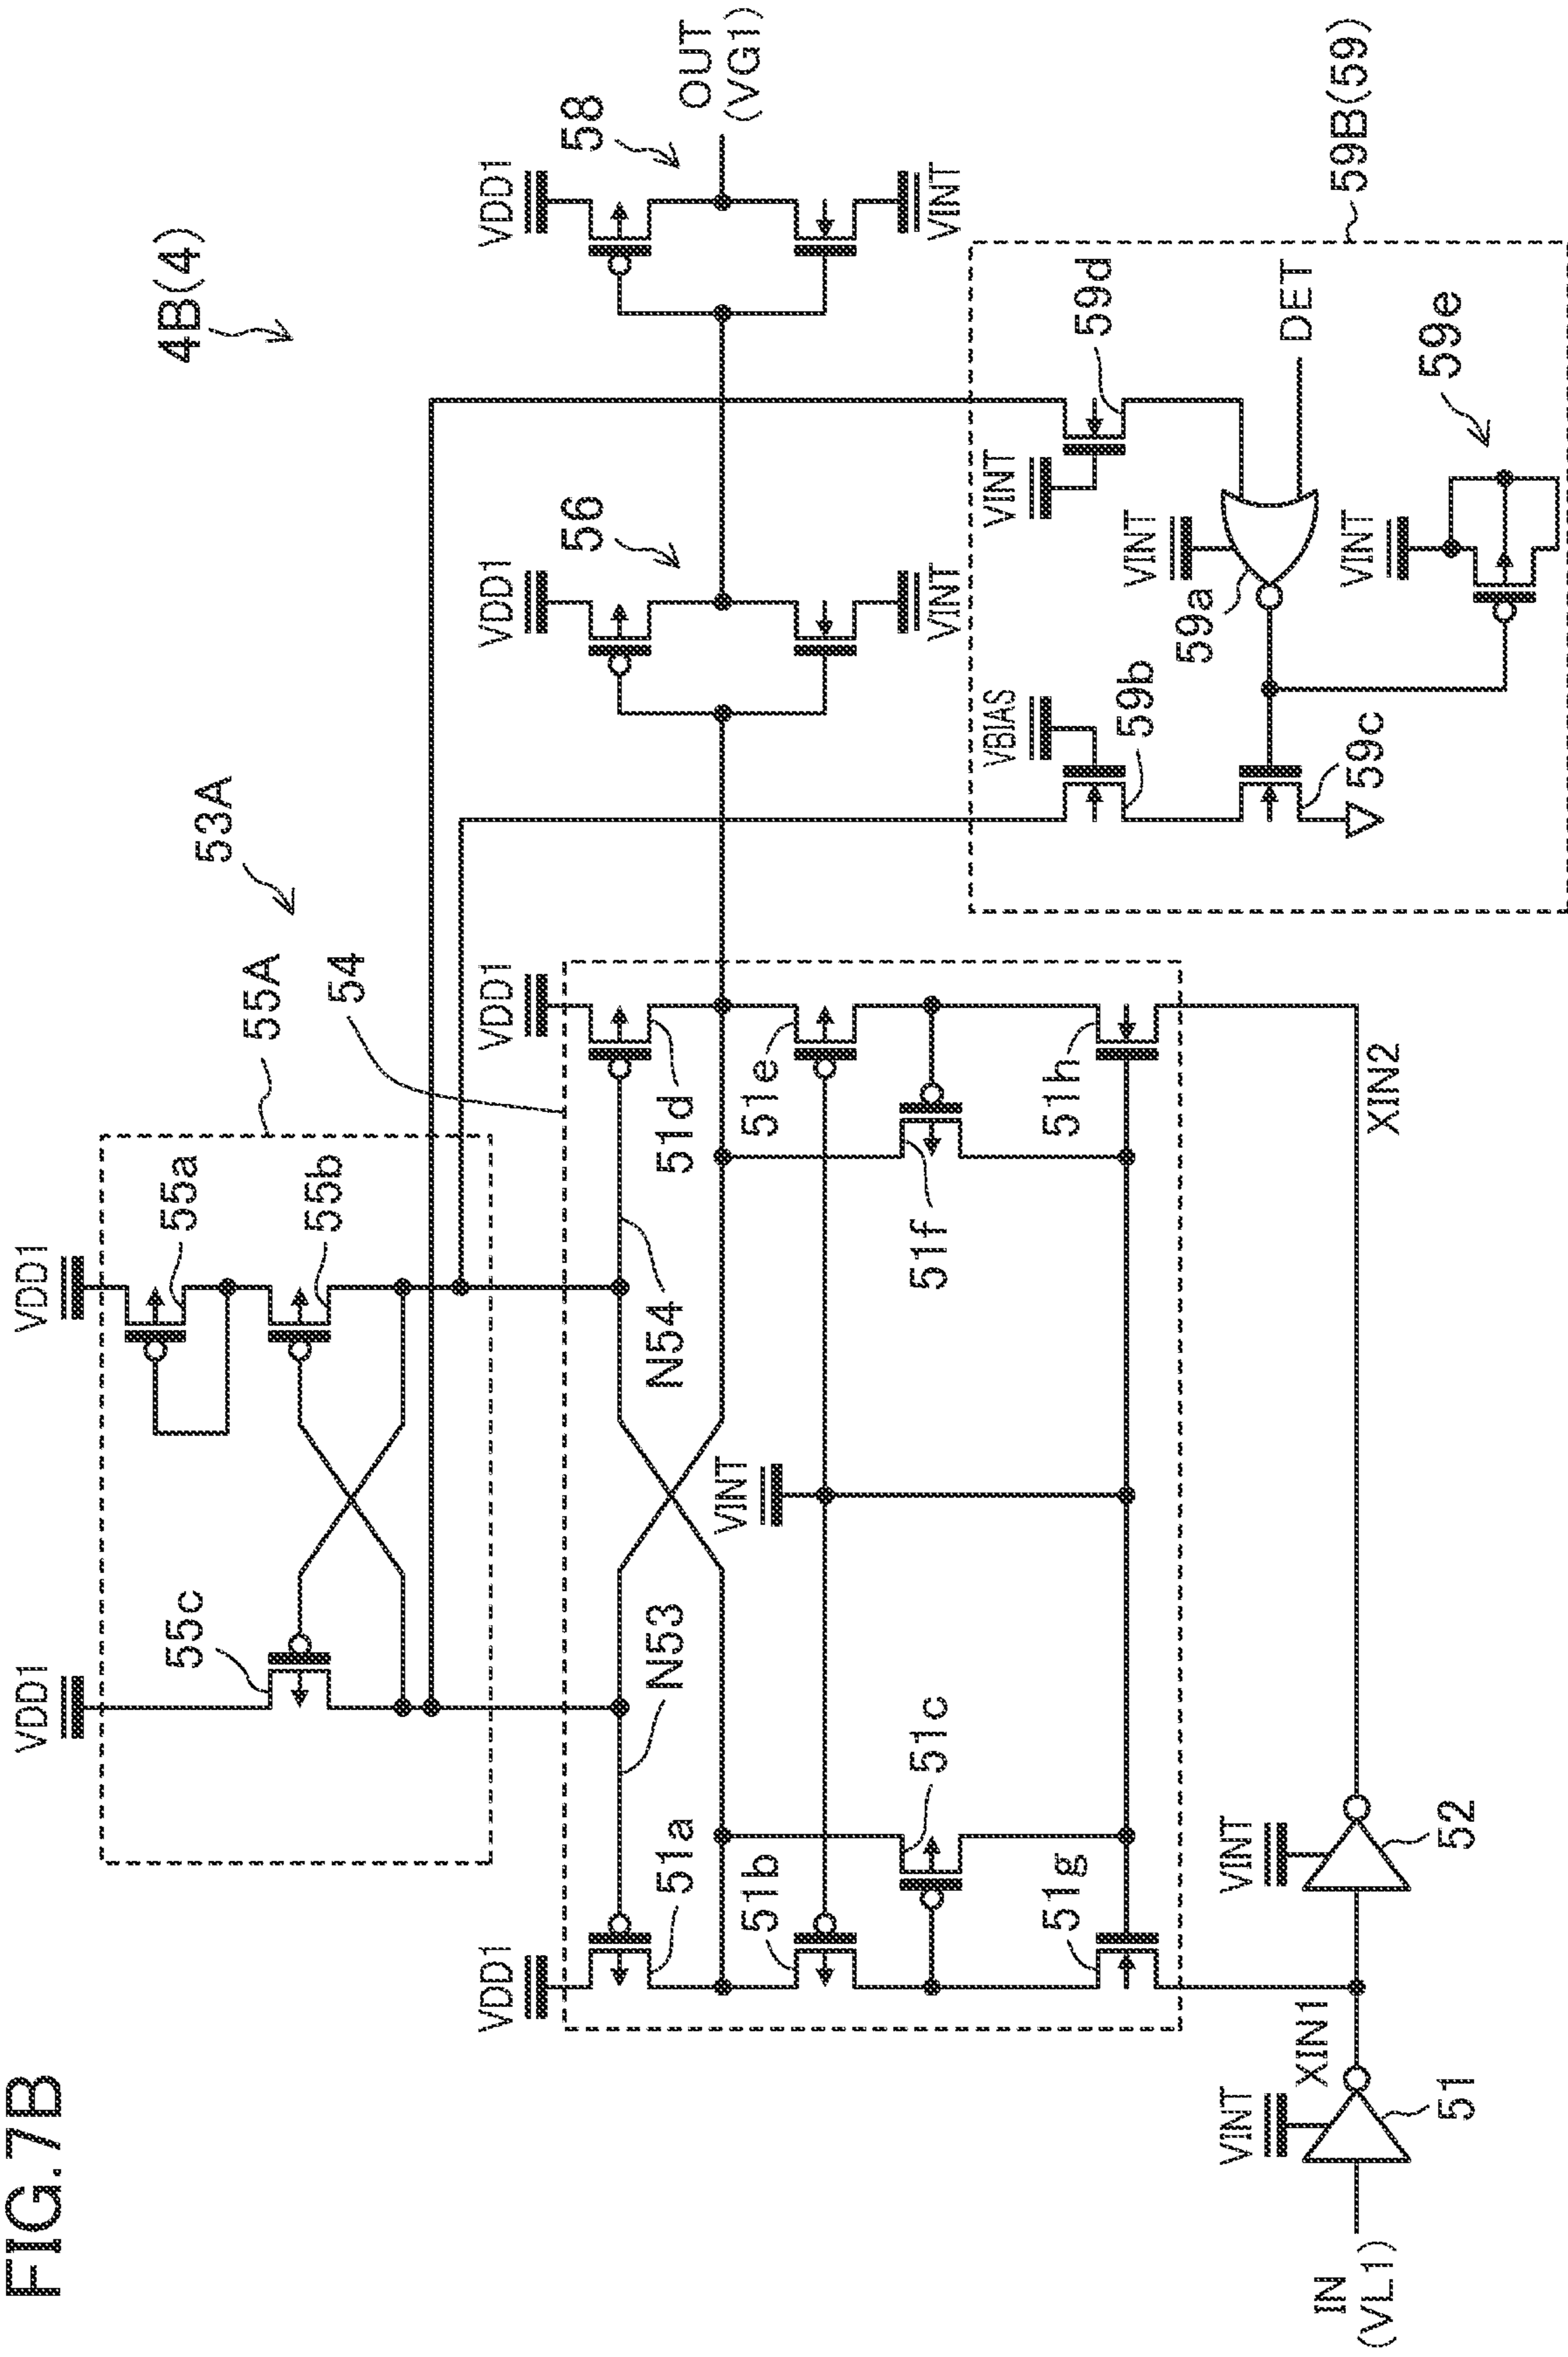 FIG.7B
4B(4)
53A
55A
VDD1
VDD1
55c
55a
55b
54
VDD1
VDD1
VDD1
VDD1
56
58
51a
N53
N54
51d
OUT
(VG1)
51b
VINT
51e
VINT
VINT
51c
51f
VBIAS
VINT
51g
51h
59b
59d
VINT
VINT
VINT
XIN1
XIN2
59a
DET
IN
(VL1)
51
52
59c
VINT
59e
59B(59)